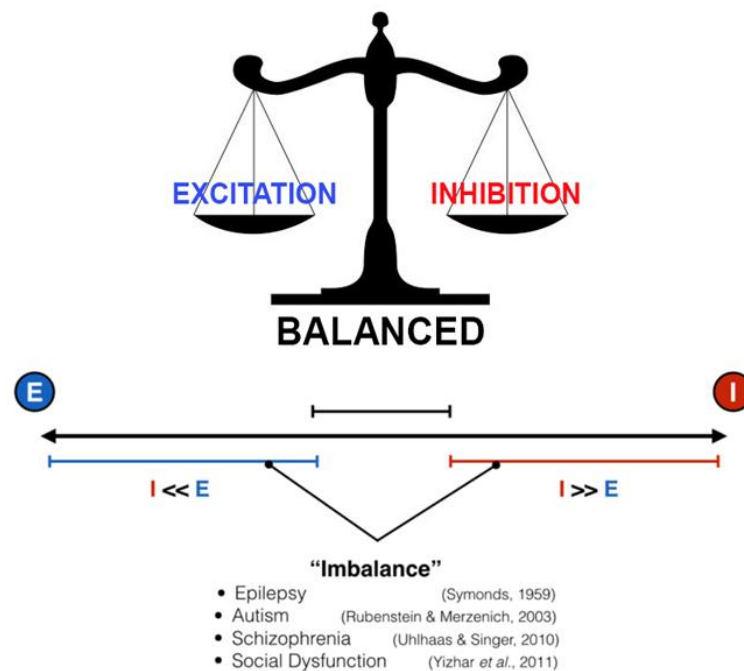 EXCITATION INHIBITION
BALANCED
E I
I << E I >> E
“Imbalance”
• Epilepsy (Symonds, 1959)
• Autism (Rubenstein & Merzenich, 2003)
• Schizophrenia (Uhlhaas & Singer, 2010)
• Social Dysfunction (Yizhar et al., 2011)